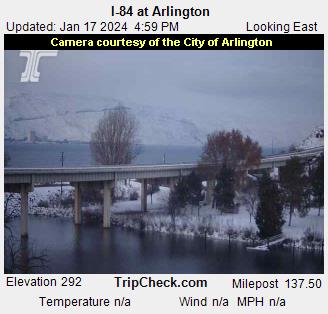 I-84 at Arlington
Updated: Jan 17 2024 4:59 PM Looking East
Camera courtesy of the City of Arlington
Elevation 292 TripCheck.com Milepost 137.50
Temperature n/a Wind n/a MPH n/a